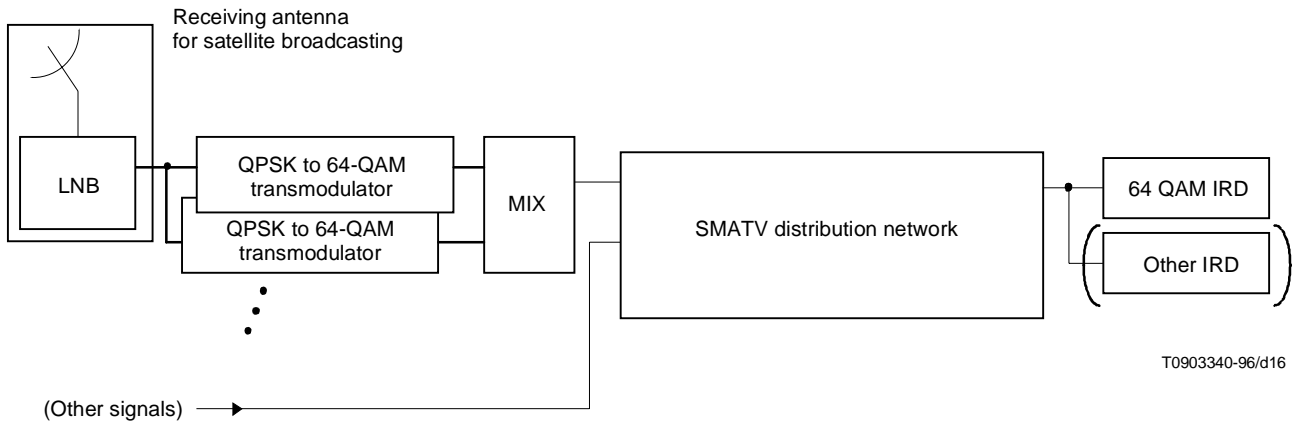 Receiving antenna
for satellite broadcasting
LNB
QPSK to 64-QAM
transmodulator
QPSK to 64-QAM
transmodulator
MIX
SMATV distribution network
64 QAM IRD
Other IRD
T0903340-96/d16
(Other signals)